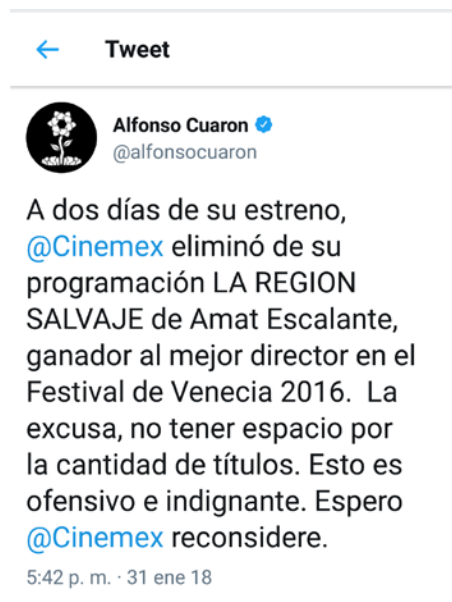 Tweet
Alfonso Cuaron
@alfonsocuaron
A dos días de su estreno,
@Cinemex eliminó de su
programación LA REGION
SALVAJE de Amat Escalante,
ganador al mejor director en el
Festival de Venecia 2016.  La
excusa, no tener espacio por
la cantidad de títulos. Esto es
ofensivo e indignante. Espero
@Cinemex reconsidere.
5:42 p. m. · 31 ene 18